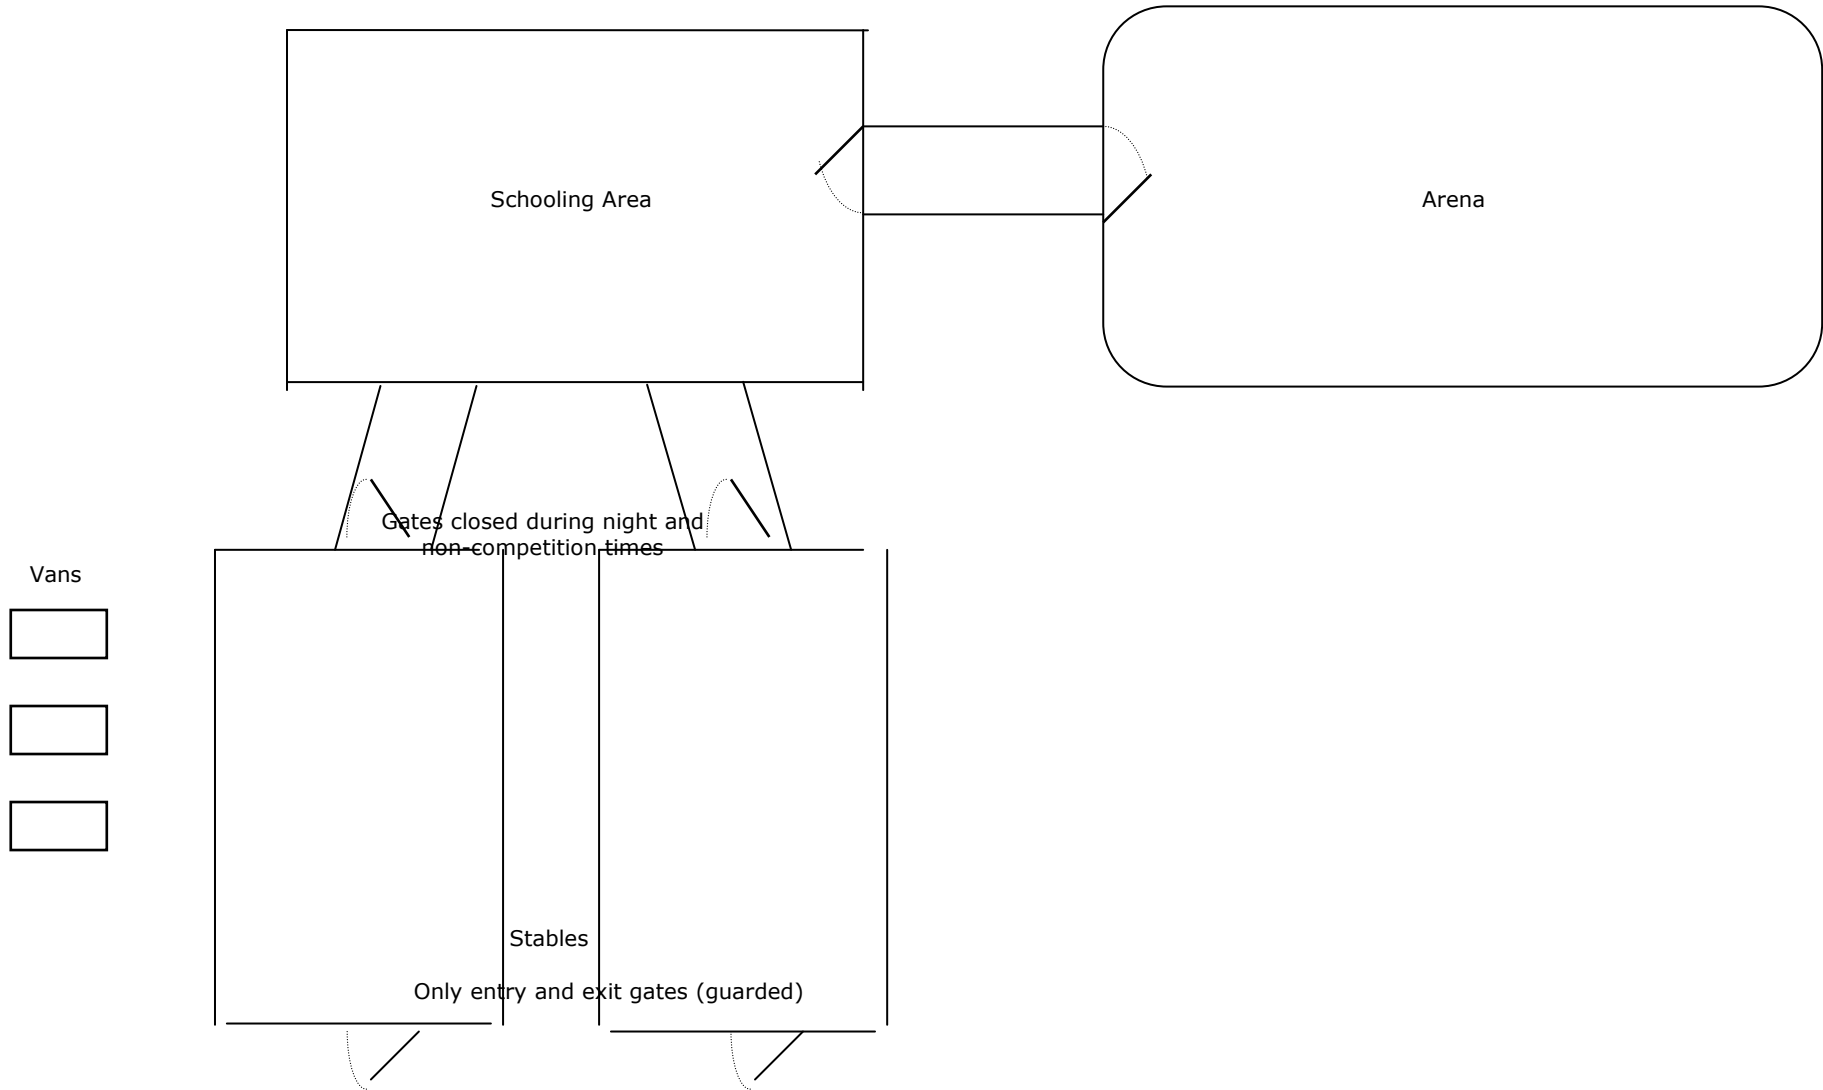 Schooling Area
Arena
Gates closed during night and
non-competition times
Vans
Stables
Only entry and exit gates (guarded)